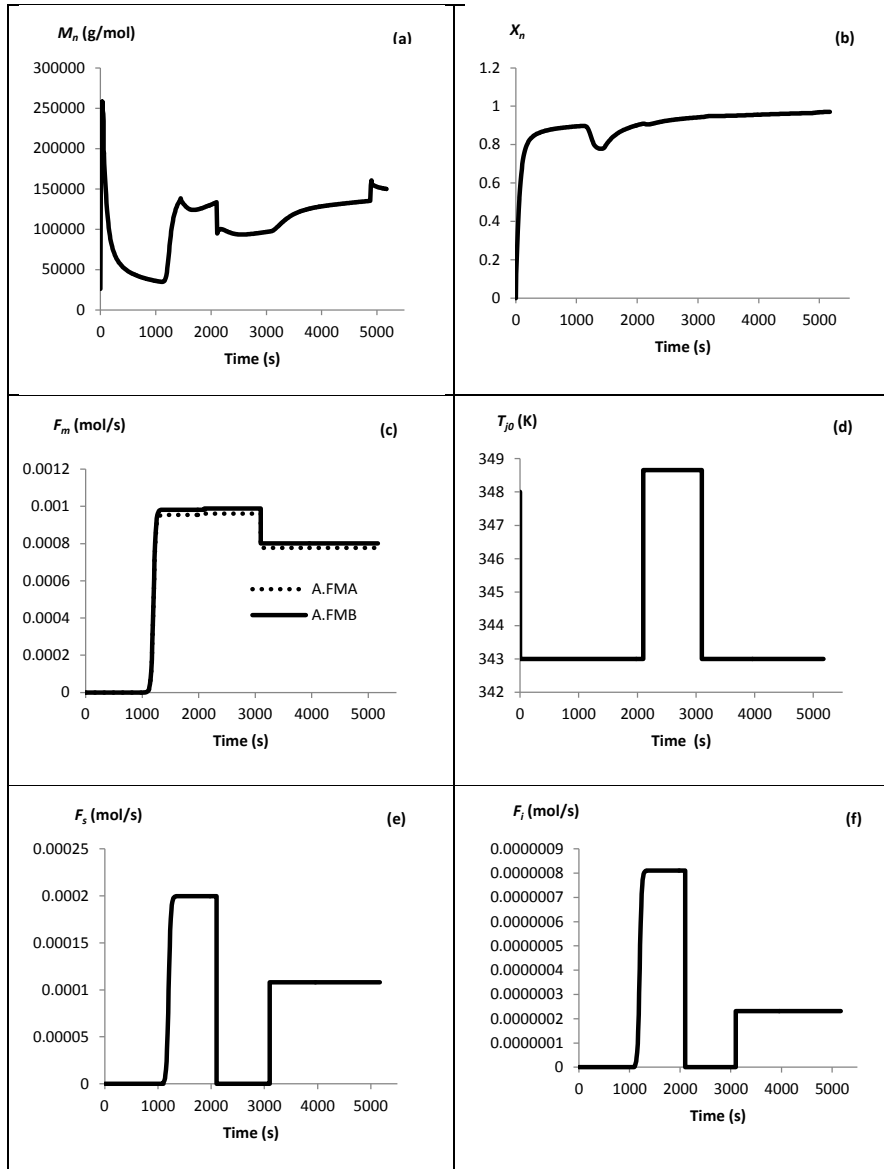 M_n (g/mol)
(a)
300000
250000
200000
150000
100000
50000
0
0 1000 2000 3000 4000 5000
Time (s)
X_n
(b)
1.2
1
0.8
0.6
0.4
0.2
0
0 1000 2000 3000 4000 5000
Time (s)
F_m (mol/s)
(c)
0.0012
0.001
0.0008
0.0006
0.0004
0.0002
0
A.FMA
A.FMB
0 1000 2000 3000 4000 5000
Time (s)
T_j0 (K)
(d)
349
348
347
346
345
344
343
342
0 1000 2000 3000 4000 5000
Time (s)
F_s (mol/s)
(e)
0.00025
0.0002
0.00015
0.0001
0.00005
0
0 1000 2000 3000 4000 5000
Time (s)
F_i (mol/s)
(f)
0.0000009
0.0000008
0.0000007
0.0000006
0.0000005
0.0000004
0.0000003
0.0000002
0.0000001
0
0 1000 2000 3000 4000 5000
Time (s)